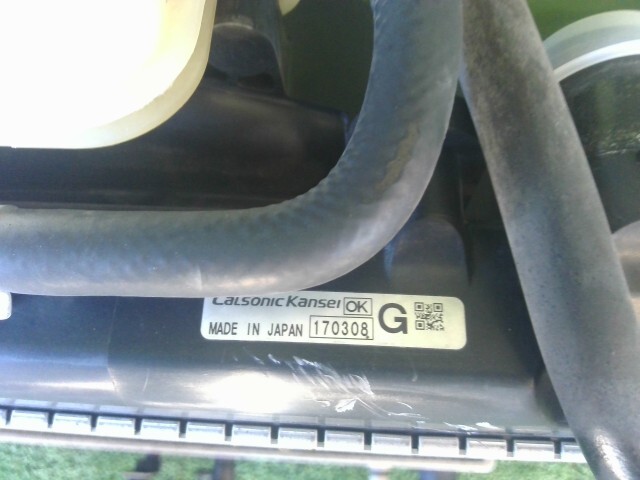 Calsonic Kansei OK
MADE IN JAPAN 170308 G